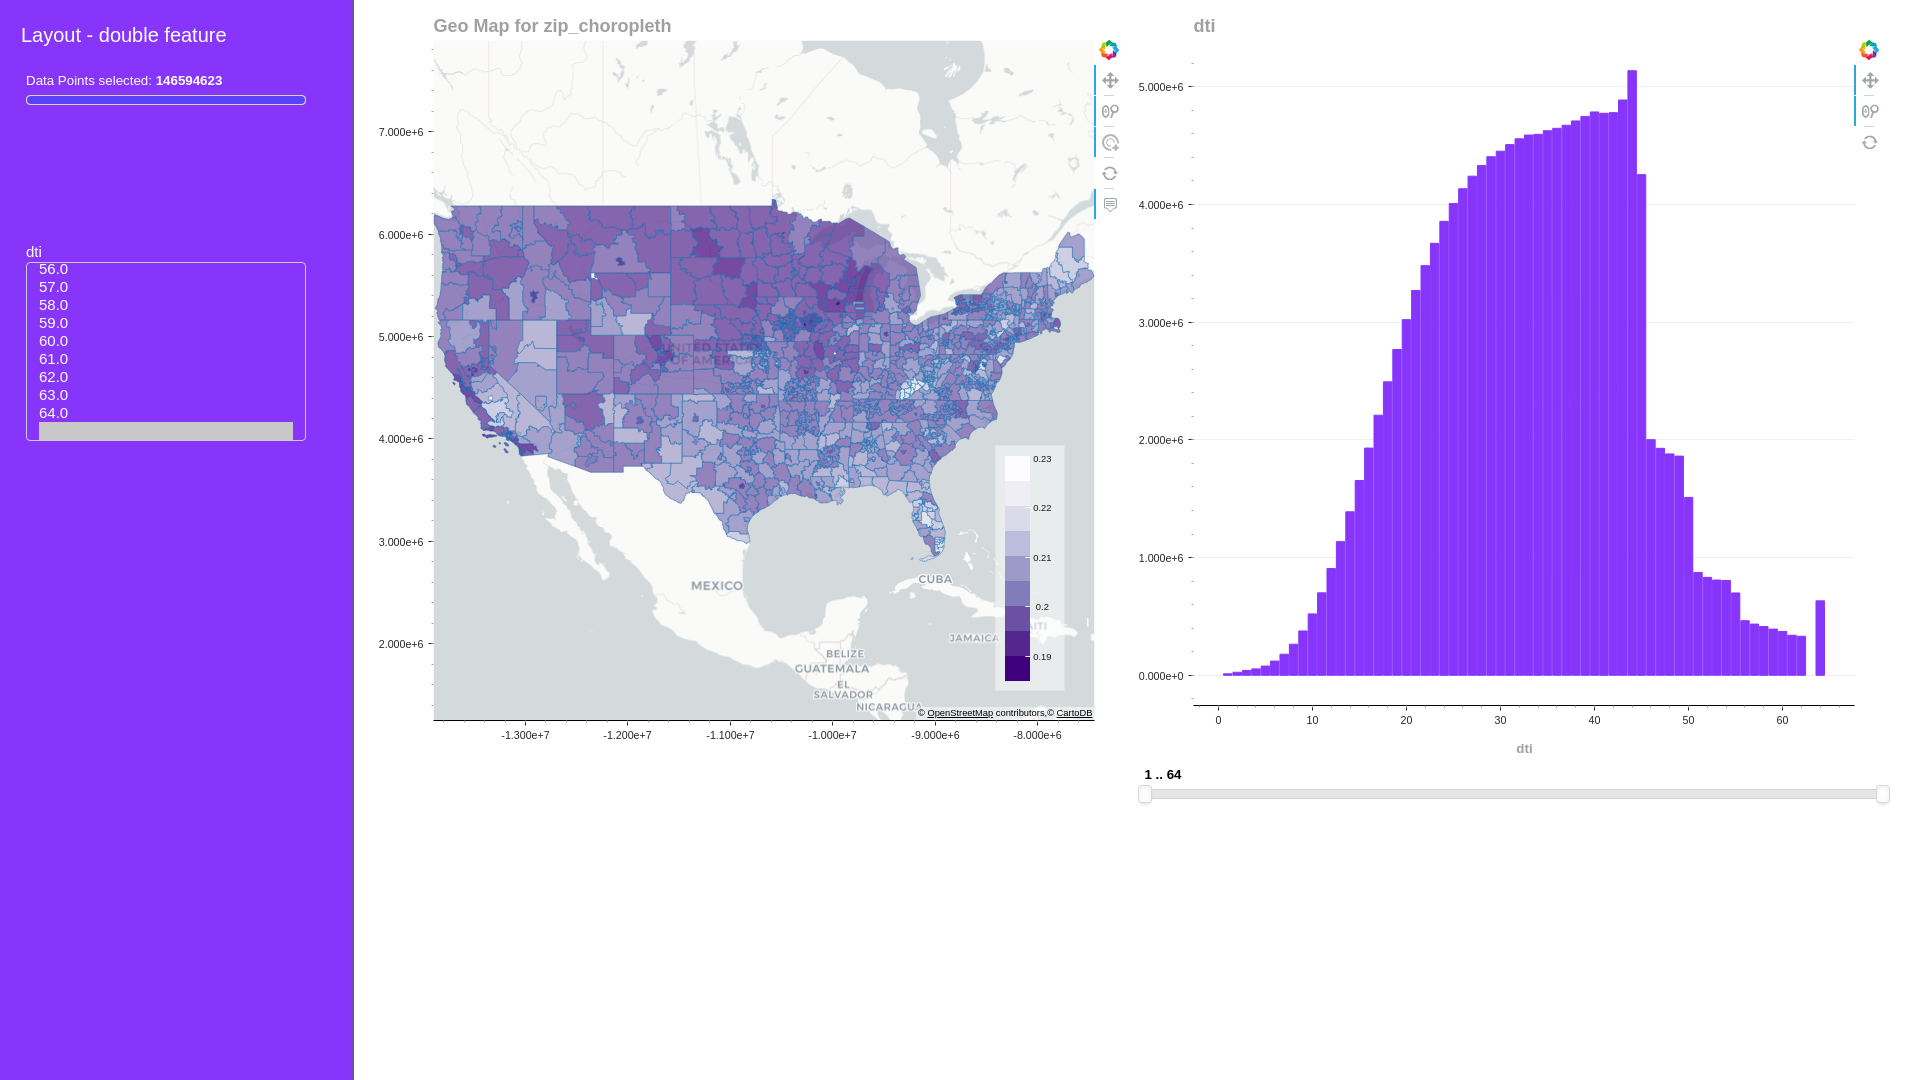 Layout - double feature
Data Points selected: 146594623
dti
56.0
57.0
58.0
59.0
60.0
61.0
62.0
63.0
64.0
Geo Map for zip_choropleth
7.000e+6
6.000e+6
5.000e+6
4.000e+6
3.000e+6
2.000e+6
UNITED STATES
OF AMERICA
MEXICO
CUBA
JAMAICA
AITI
BELIZE
GUATEMALA
EL
SALVADOR
NICARAGUA
0.23
0.22
0.21
0.2
0.19
© OpenStreetMap contributors,© CartoDB
-1.300e+7
-1.200e+7
-1.100e+7
-1.000e+7
-9.000e+6
-8.000e+6
dti
5.000e+6
4.000e+6
3.000e+6
2.000e+6
1.000e+6
0.000e+0
0
10
20
30
40
50
60
dti
1 .. 64